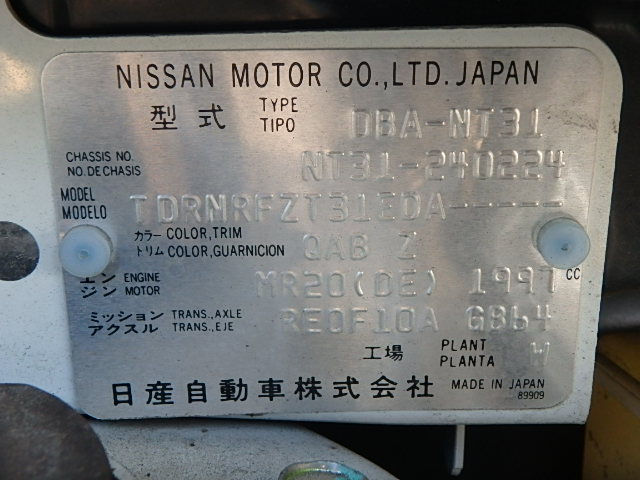 NISSAN MOTOR CO.,LTD. JAPAN
型式 TYPE TIPO DBA-NT31
CHASSIS NO. NO.DE CHASIS NT31-240224
MODEL MODELO TDRNRFZT31EDA-----
カラー COLOR,TRIM
トリム COLOR,GUARNICION QAB Z
エンジン ENGINE MOTOR MR20(DE) 1997 CC
ミッション TRANS.,AXLE
アクスル TRANS.,EJE RE0F10A GB64
工場 PLANT PLANTA W
日産自動車株式会社 MADE IN JAPAN
89909